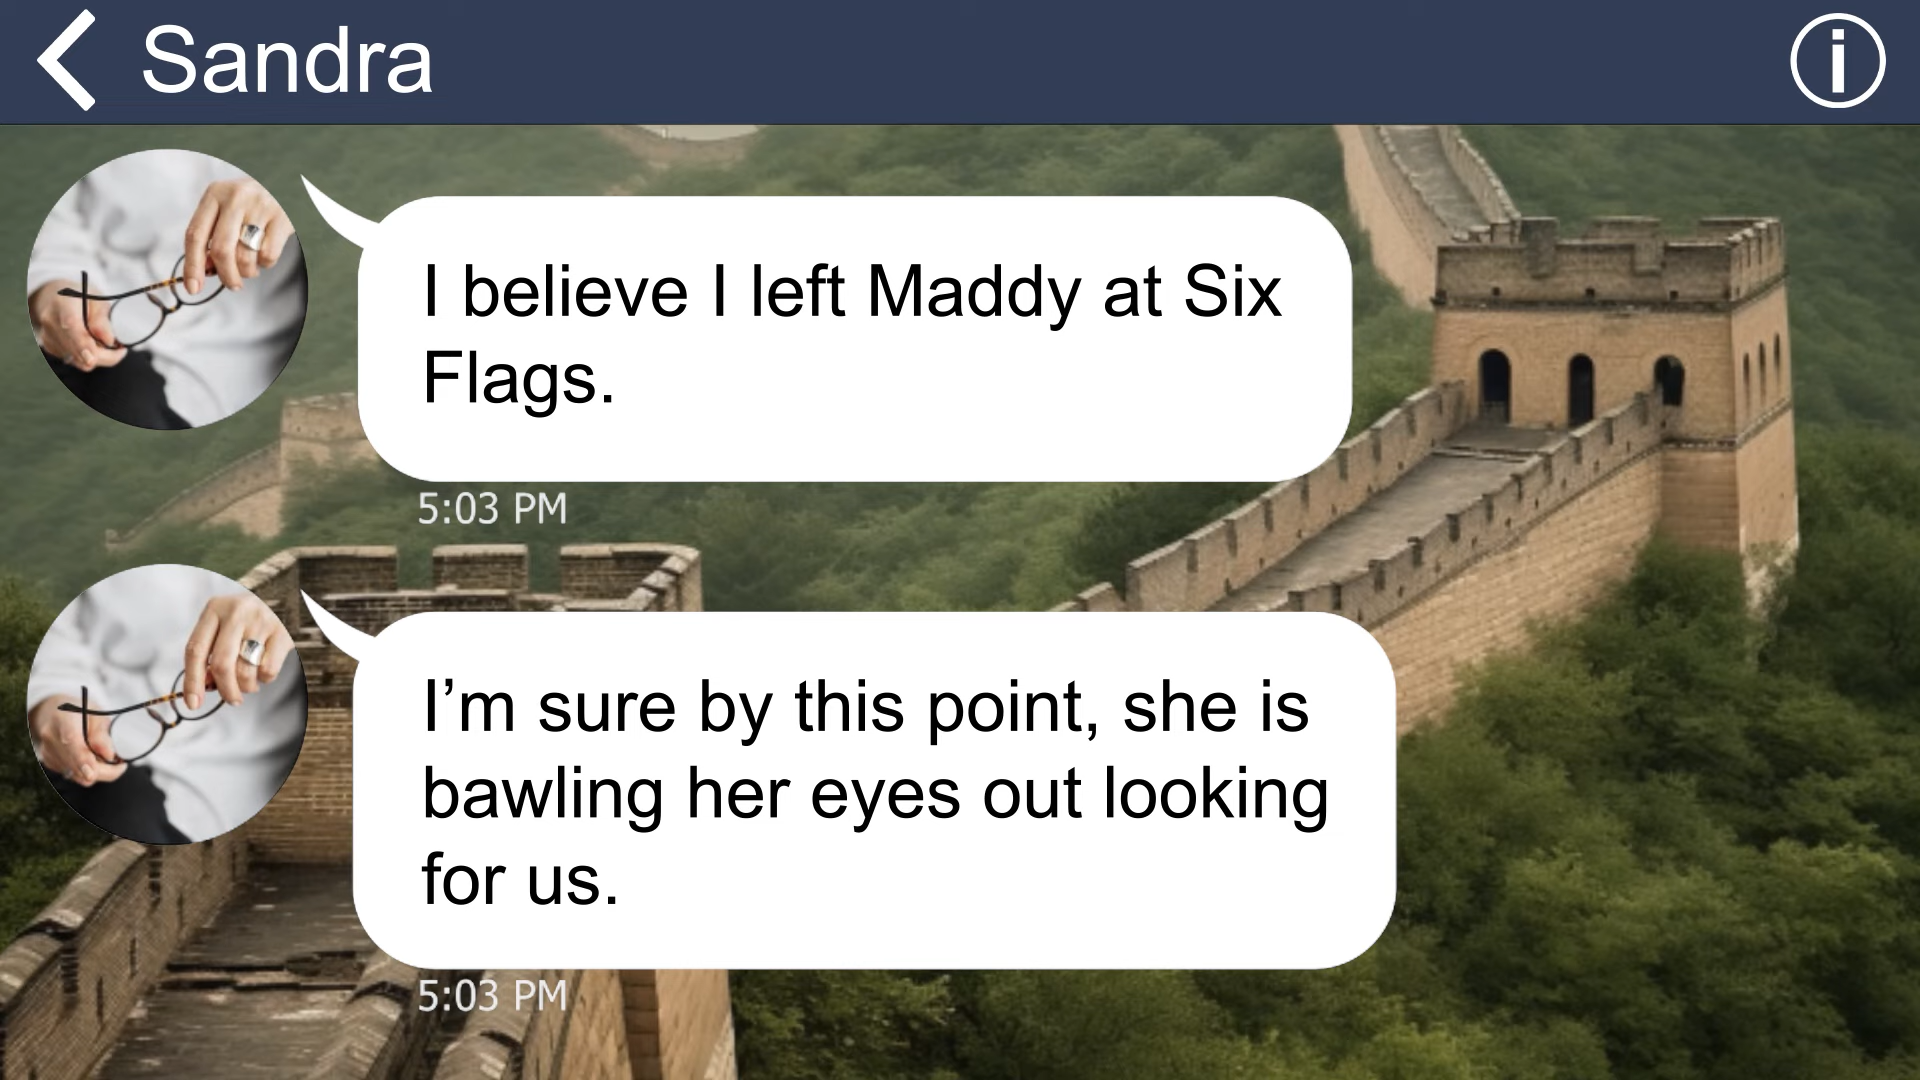 Sandra
I believe I left Maddy at Six
Flags.
5:03 PM
I’m sure by this point, she is
bawling her eyes out looking
for us.
5:03 PM